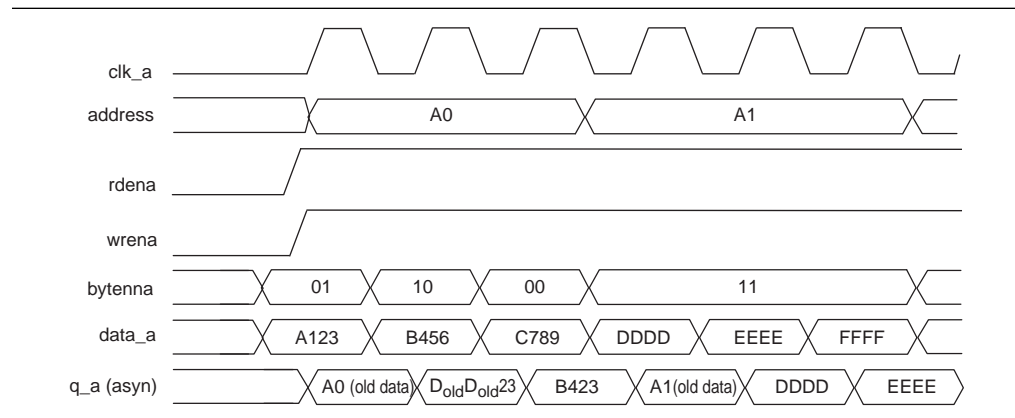 clk_a
address A0 A1
rdena
wrena
bytenna 01 10 00 11
data_a A123 B456 C789 DDDD EEEE FFFF
q_a (asyn) A0 (old data) DoldDold23 B423 A1(old data) DDDD EEEE